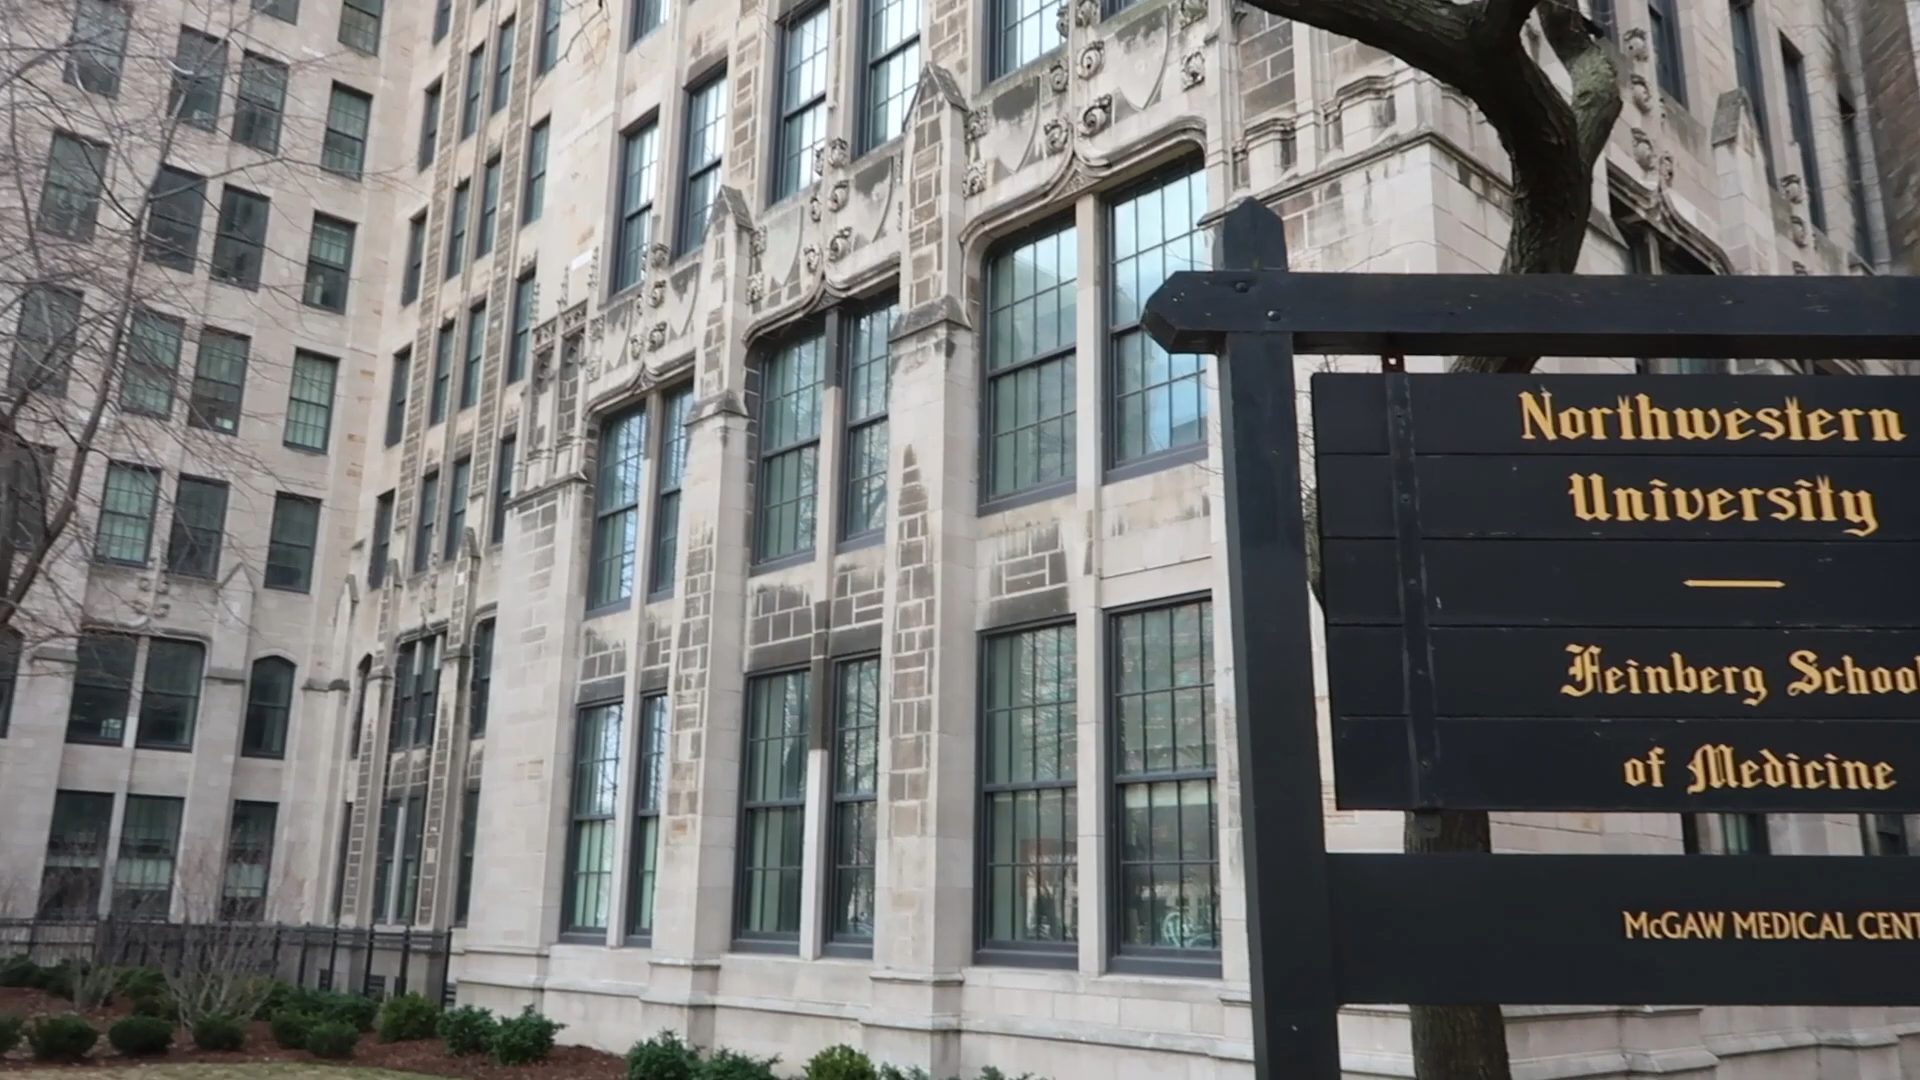 Northwestern
University
Feinberg School
of Medicine
McGAW MEDICAL CENT